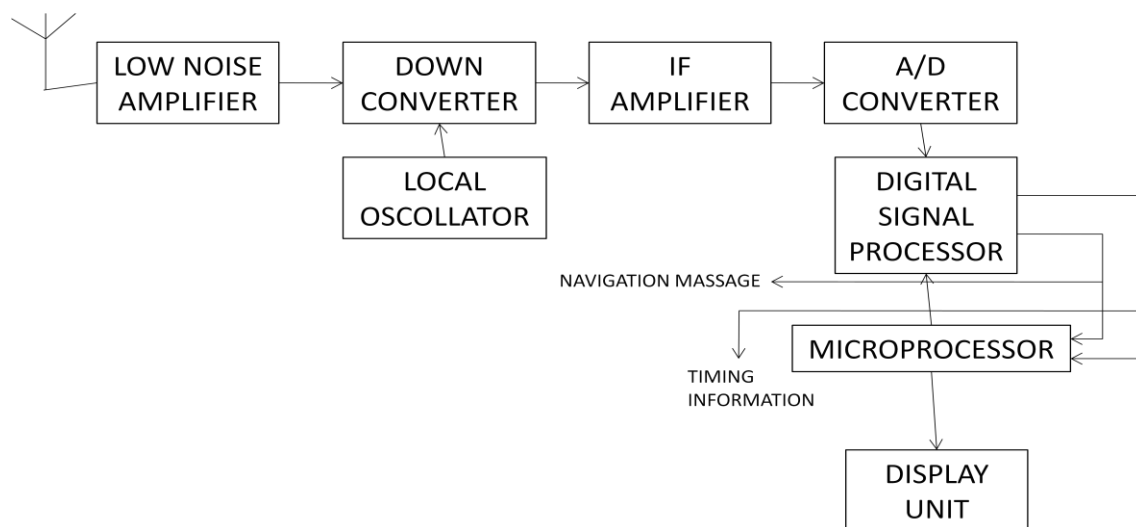 LOW NOISE
AMPLIFIER
DOWN
CONVERTER
IF
AMPLIFIER
A/D
CONVERTER
LOCAL
OSCOLLATOR
DIGITAL
SIGNAL
PROCESSOR
NAVIGATION MASSAGE
MICROPROCESSOR
TIMING
INFORMATION
DISPLAY
UNIT